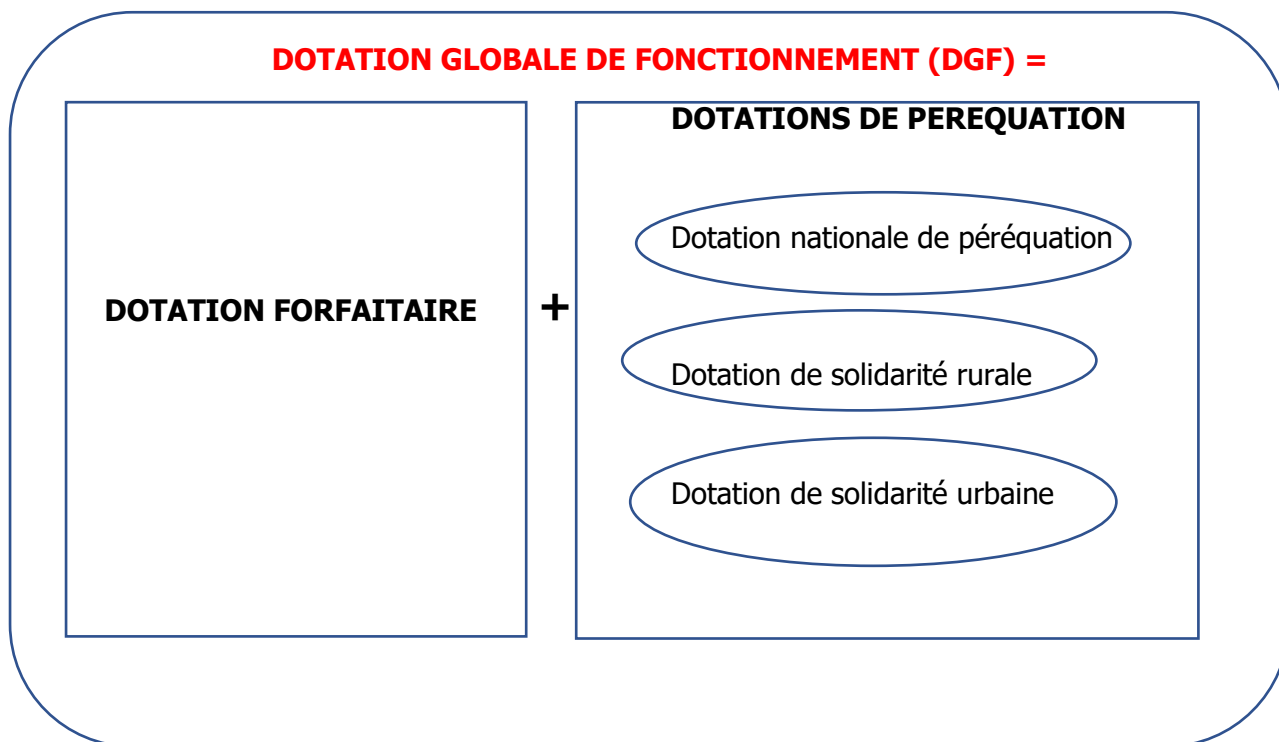 DOTATION GLOBALE DE FONCTIONNEMENT (DGF) =
DOTATION FORFAITAIRE
+
DOTATIONS DE PEREQUATION
Dotation nationale de péréquation
Dotation de solidarité rurale
Dotation de solidarité urbaine